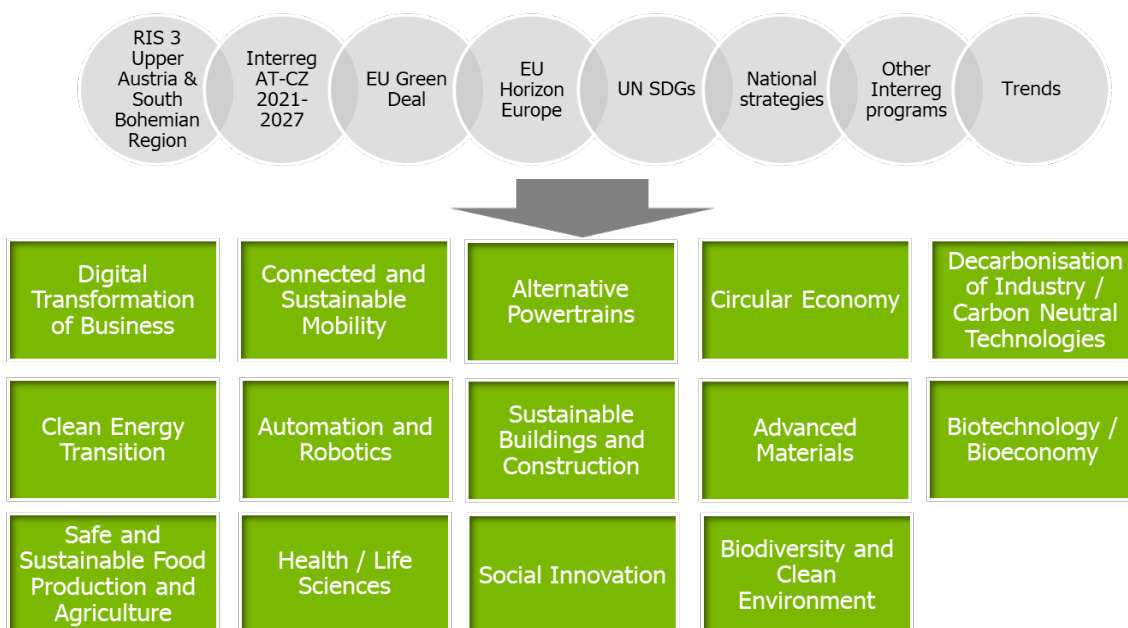 RIS 3
Upper
Austria &
South
Bohemian
Region
Interreg
AT-CZ
2021-
2027
EU Green
Deal
EU
Horizon
Europe
UN SDGs
National
strategies
Other
Interreg
programs
Trends
Digital
Transformation
of Business
Connected and
Sustainable
Mobility
Alternative
Powertrains
Circular Economy
Decarbonisation
of Industry /
Carbon Neutral
Technologies
Clean Energy
Transition
Automation and
Robotics
Sustainable
Buildings and
Construction
Advanced
Materials
Biotechnology /
Bioeconomy
Safe and
Sustainable Food
Production and
Agriculture
Health / Life
Sciences
Social Innovation
Biodiversity and
Clean
Environment